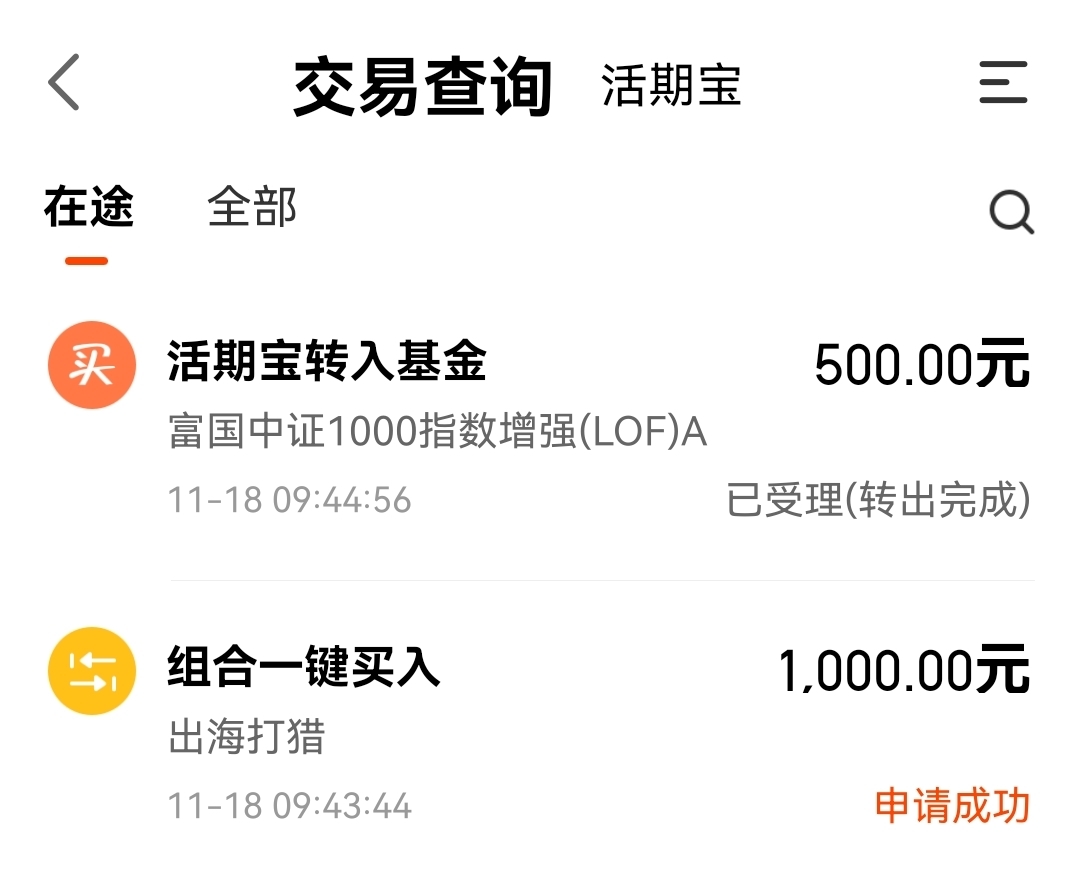 交易查询 活期宝
在途 全部
买 活期宝转入基金 500.00元
富国中证1000指数增强(LOF)A
11-18 09:44:56 已受理(转出完成)
组合一键买入 1,000.00元
出海打猎
11-18 09:43:44 申请成功